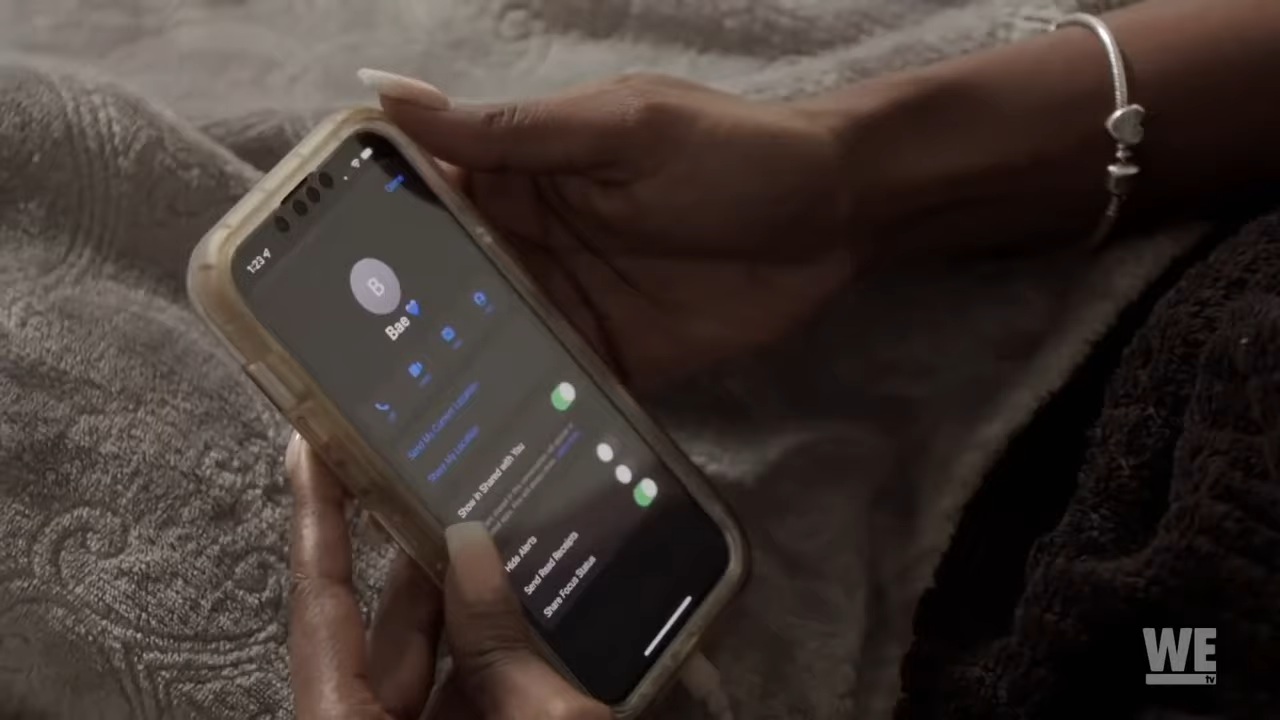 1:23
Done
B
Bae 💙
Send My Current Location
Share My Location
Show in Shared with You
Hide Alerts
Send Read Receipts
Share Focus Status
WE
tv